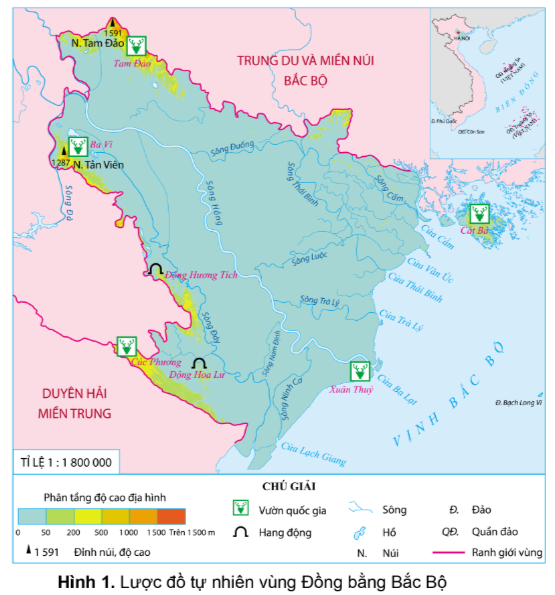 1591
N. Tam Đảo
Tam Đảo
TRUNG DU VÀ MIỀN NÚI
BẮC BỘ
HÀ NỘI
BIỂN ĐÔNG
Đ. Phú Quốc
Ba Vì
1287
N. Tản Viên
Sông Đà
Sông Đuống
Sông Hồng
Sông Thái Bình
Sông Cấm
Cửa Cấm
Cát Bà
Động Hương Tích
Sông Luộc
Cửa Văn Úc
Cửa Thái Bình
Sông Trà Lý
Cửa Trà Lý
Sông Đáy
Cúc Phương
Động Hoa Lư
Sông Nam Định
Sông Ninh Cơ
Xuân Thuỷ
Cửa Ba Lạt
VỊNH BẮC BỘ
Đ. Bạch Long Vĩ
DUYÊN HẢI
MIỀN TRUNG
Cửa Lạch Giang
TỈ LỆ 1 : 1 800 000
CHÚ GIẢI
Phân tầng độ cao địa hình
0 50 200 500 1000 1500 Trên 1 500 m
1 591 Đỉnh núi, độ cao
Vườn quốc gia
Hang động
Sông
Hồ
N. Núi
Đ. Đảo
QĐ. Quần đảo
Ranh giới vùng
Hình 1. Lược đồ tự nhiên vùng Đồng bằng Bắc Bộ